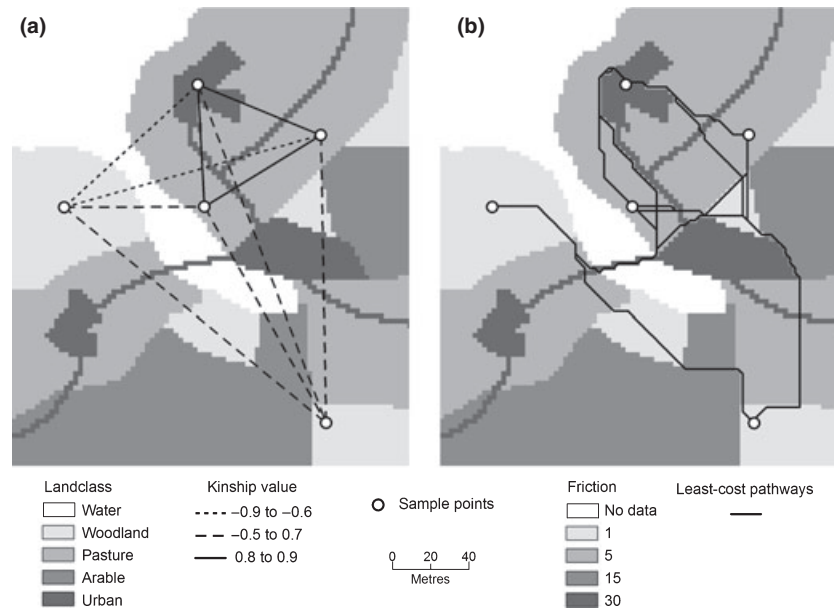 (a)
(b)
Landclass
Water
Woodland
Pasture
Arable
Urban
Kinship value
–0.9 to –0.6
–0.5 to 0.7
0.8 to 0.9
Sample points
0 20 40
Metres
Friction
No data
1
5
15
30
Least-cost pathways